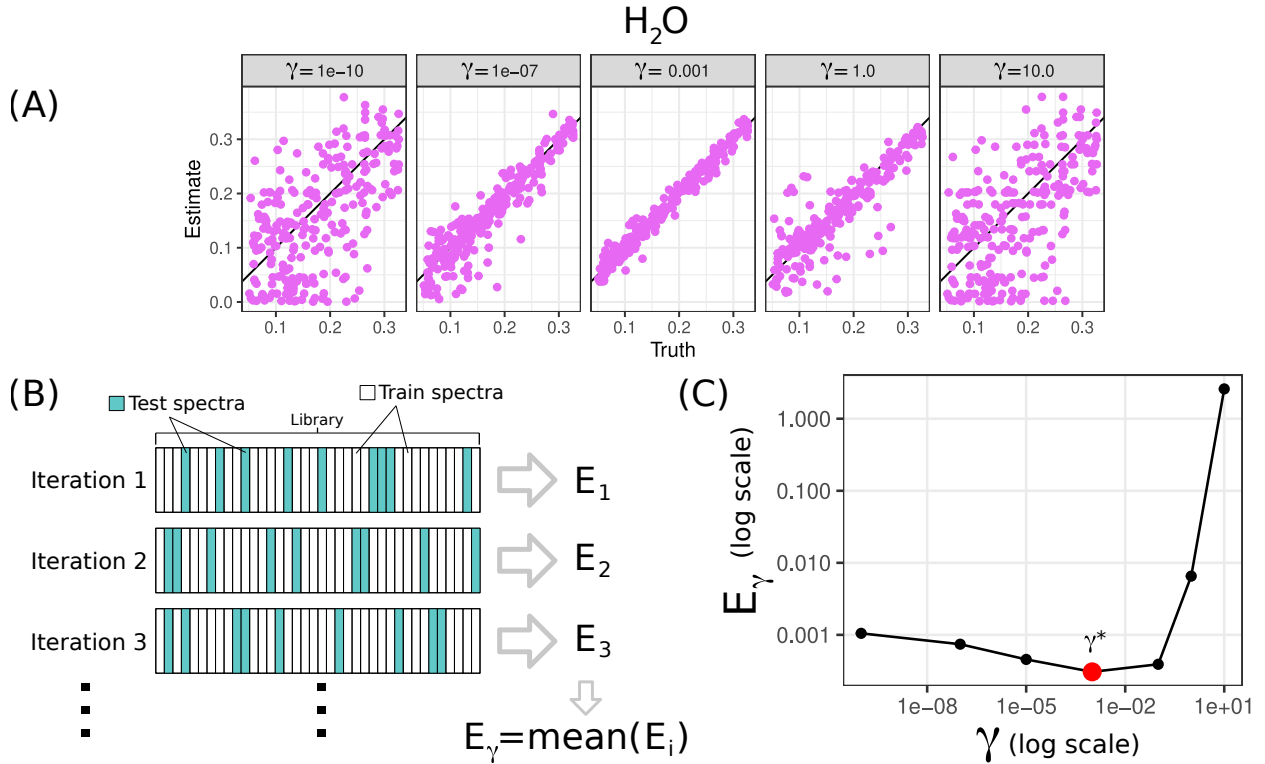 H₂O
(A)
γ= 1e−10
γ= 1e−07
γ= 0.001
γ= 1.0
γ=10.0
Estimate
0.3
0.2
0.1
0.0
0.1 0.2 0.3
0.1 0.2 0.3
0.1 0.2 0.3
0.1 0.2 0.3
0.1 0.2 0.3
Truth
(B)
Test spectra
Train spectra
Library
Iteration 1
E₁
Iteration 2
E₂
Iteration 3
E₃
Eᵧ=mean(Eᵢ)
(C)
Eᵧ (log scale)
1.000
0.100
0.010
0.001
γ*
1e−08 1e−05 1e−02 1e+01
γ (log scale)